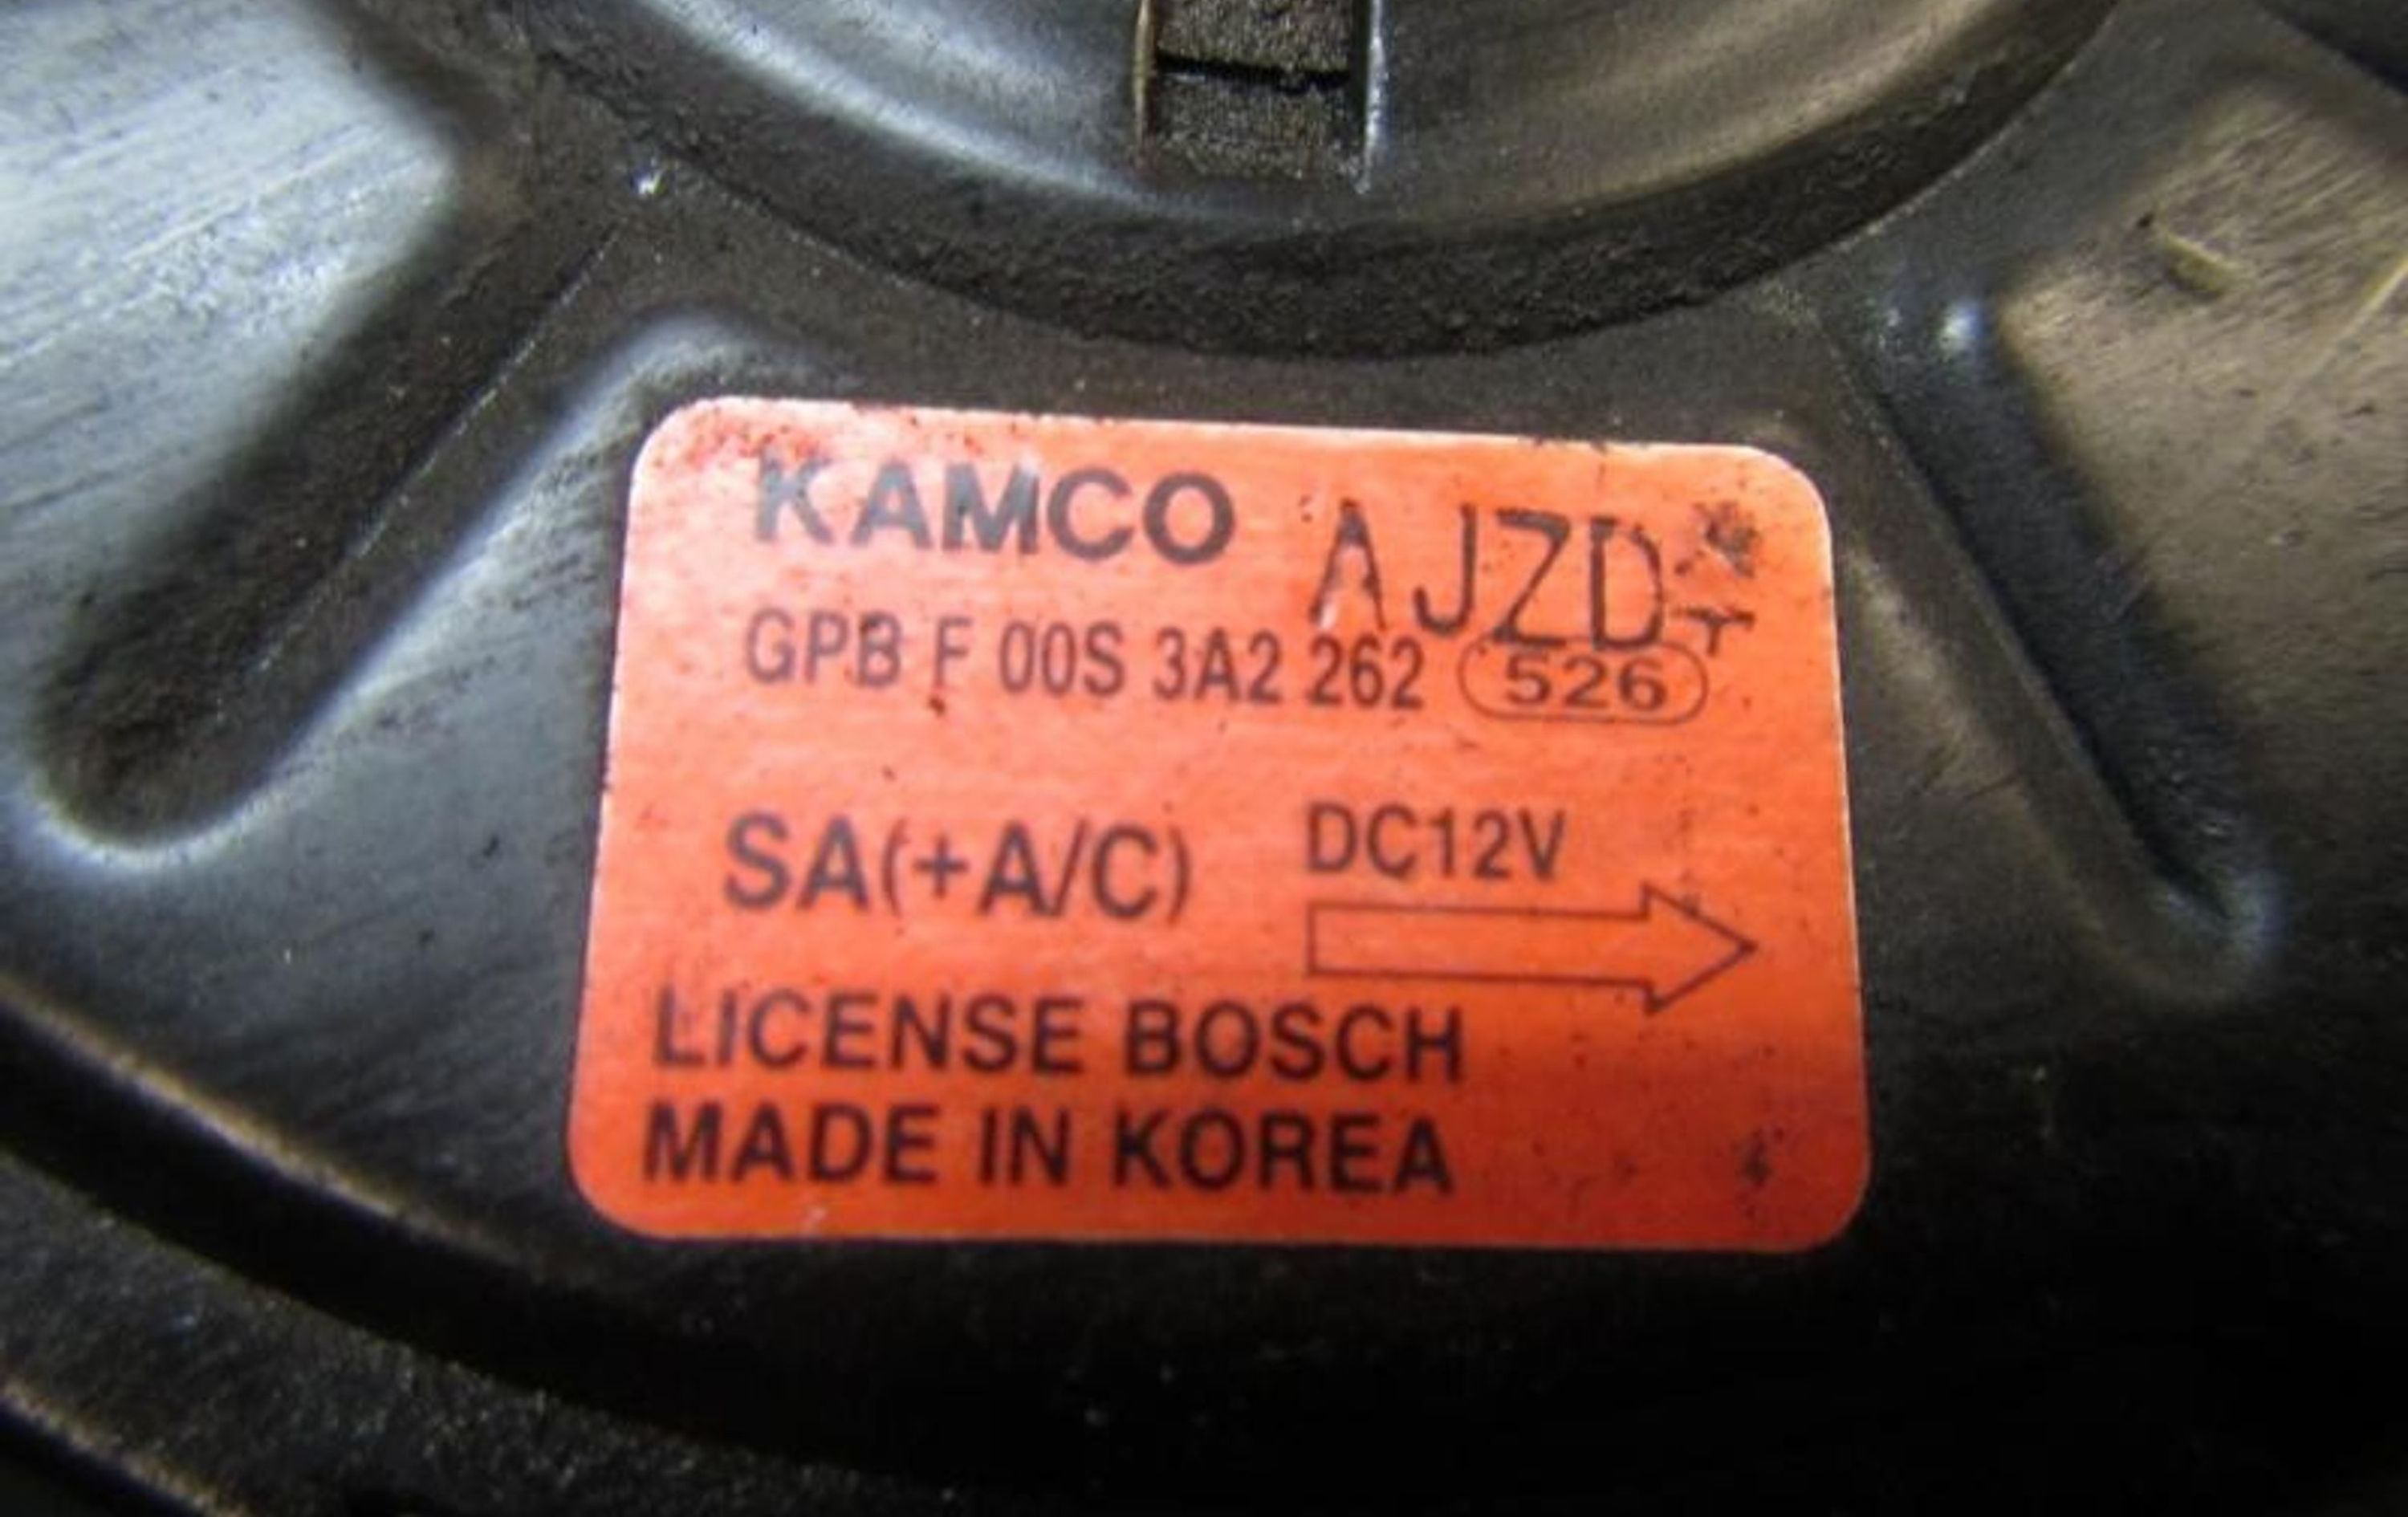 KAMCO AJZD
GPB F 00S 3A2 262 526
SA(+A/C) DC12V
LICENSE BOSCH
MADE IN KOREA